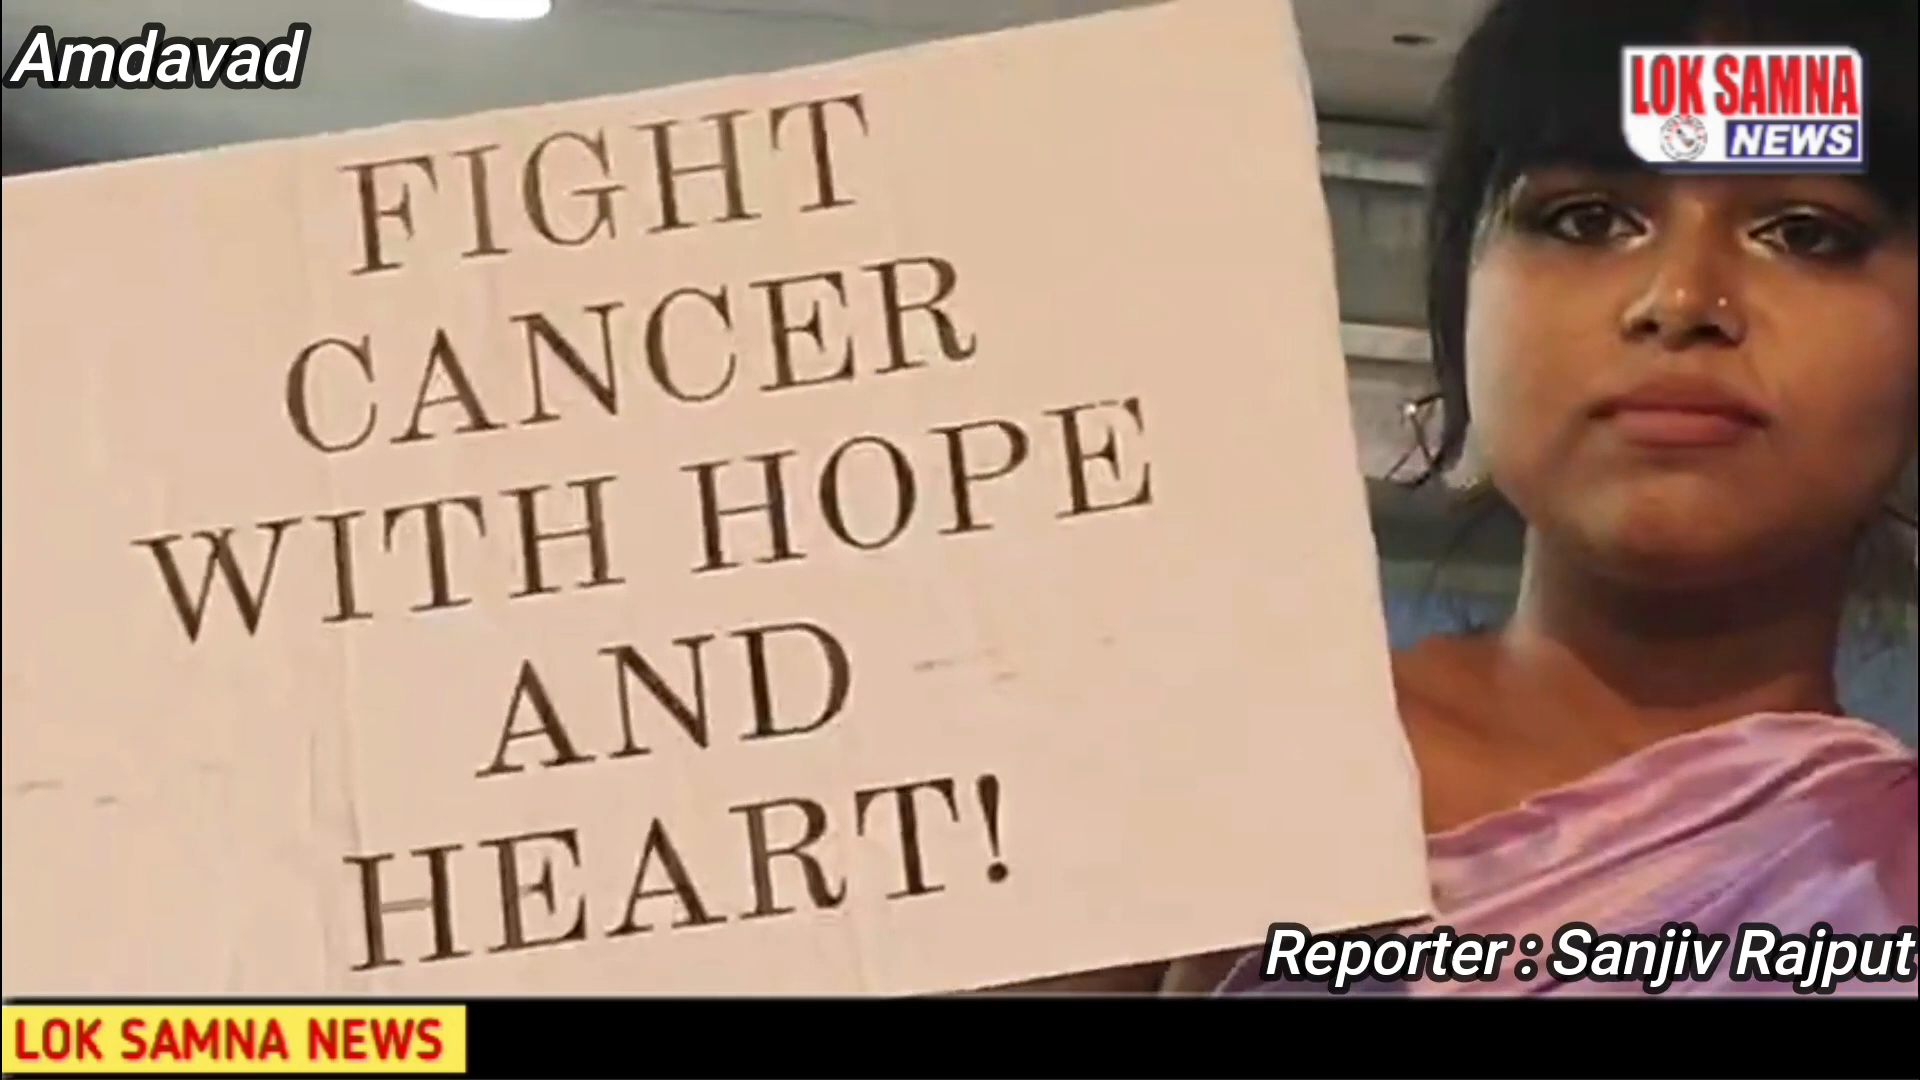 Amdavad
LOK SAMNA
NEWS
FIGHT
CANCER
WITH HOPE
AND
HEART!
Reporter : Sanjiv Rajput
LOK SAMNA NEWS